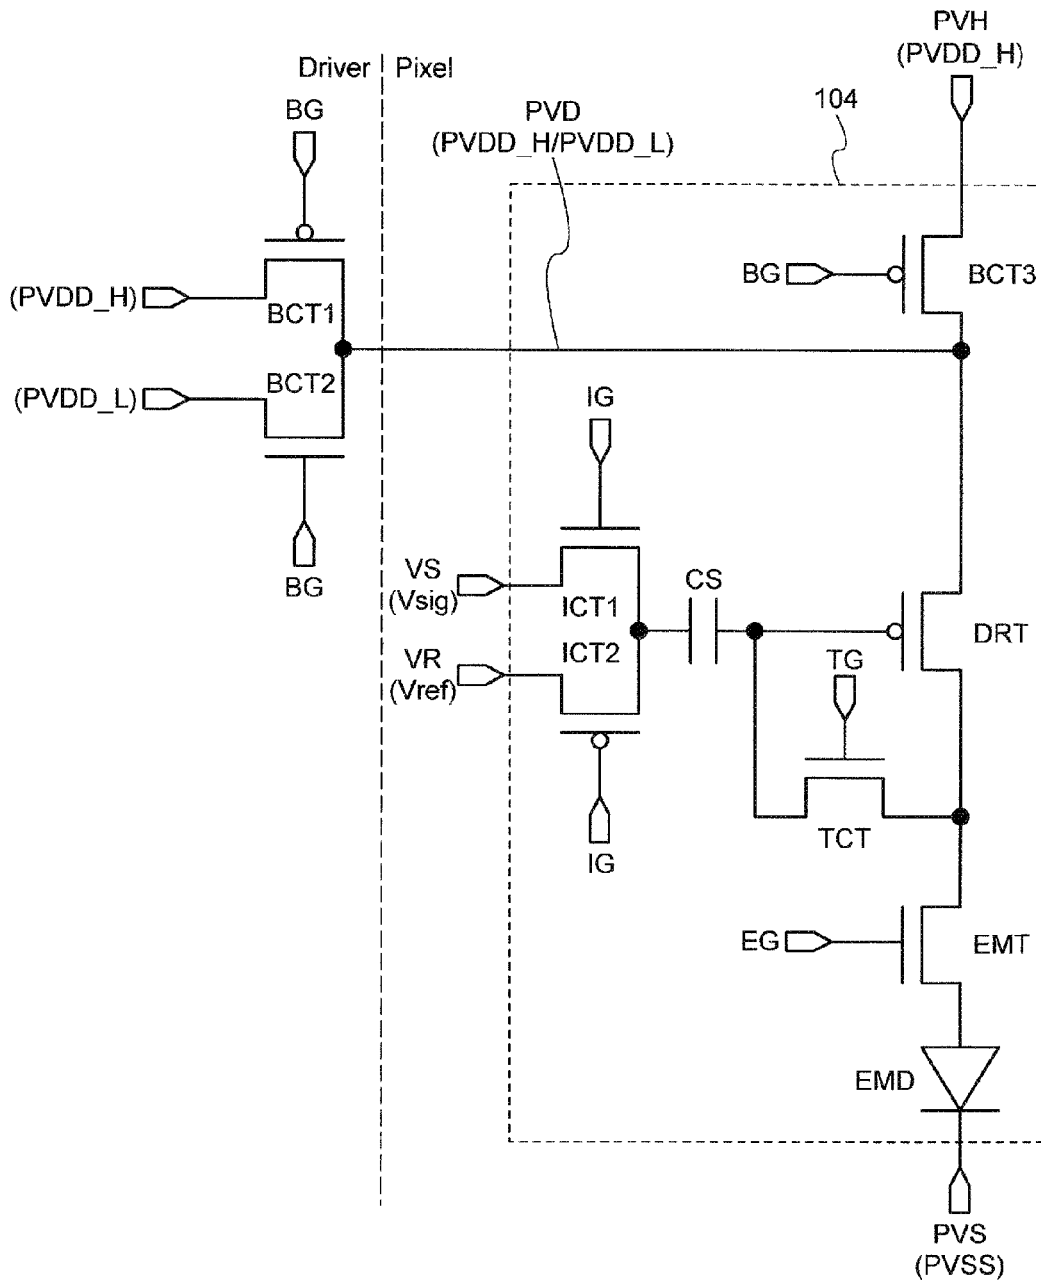 PVH
(PVDD_H)
Driver
Pixel
BG
PVD
(PVDD_H/PVDD_L)
104
(PVDD_H)
BCT1
BG
BCT3
(PVDD_L)
BCT2
IG
BG
VS
(Vsig)
ICT1
CS
VR
(Vref)
ICT2
DRT
TG
IG
TCT
EG
EMT
EMD
PVS
(PVSS)